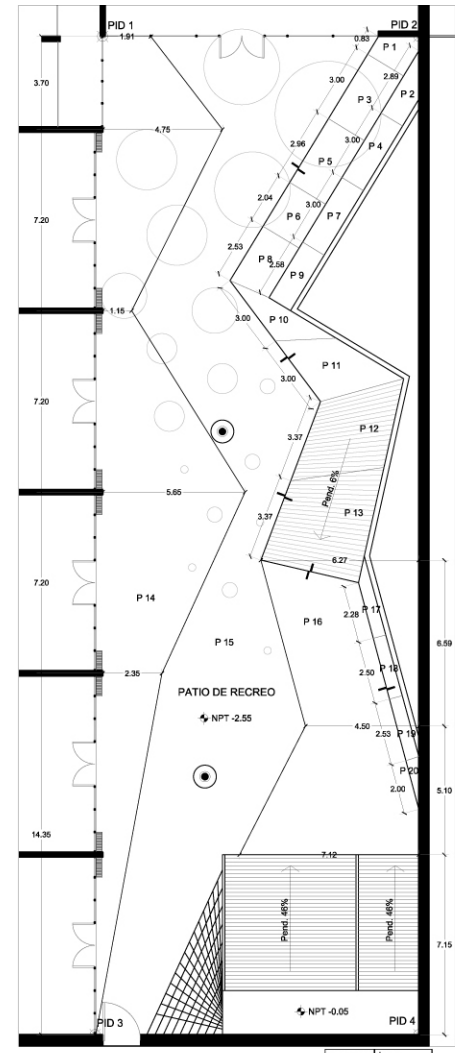 PID 1
PID 2
1.91
0.83
P 1
2.89
P 2
3.70
3.00
P 3
4.75
2.96
3.00
P 4
P 5
2.04
3.00
P 6
P 7
7.20
2.53
P 8
2.58
P 9
1.15
3.00
P 10
P 11
3.00
7.20
P 12
3.37
Pend. 6%
5.65
P 13
3.37
6.27
7.20
P 14
P 16
P 17
2.28
P 15
6.59
2.35
2.50
P 18
PATIO DE RECREO
NPT -2.55
4.50
2.53
P 19
P 20
2.00
5.10
14.35
7.12
Pend. 46%
Pend. 46%
7.15
NPT -0.05
PID 3
PID 4